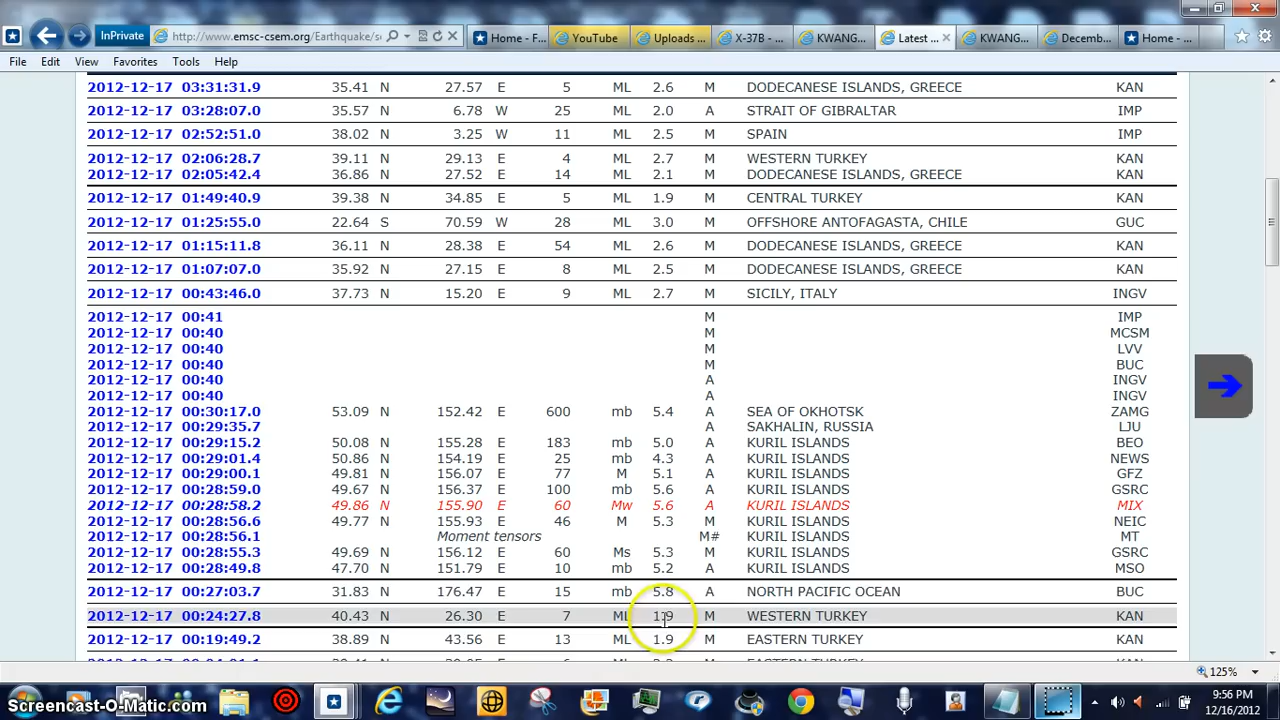 InPrivate http://www.emsc-csem.org/Earthquake/se Home - F... YouTube Uploads ... X-37B - ... KWANG... Latest ... KWANG... Decemb... Home - ...
File Edit View Favorites Tools Help
2012-12-17 03:31:31.9 35.41 N 27.57 E 5 ML 2.6 M DODECANESE ISLANDS, GREECE KAN
2012-12-17 03:28:07.0 35.57 N 6.78 W 25 ML 2.0 A STRAIT OF GIBRALTAR IMP
2012-12-17 02:52:51.0 38.02 N 3.25 W 11 ML 2.5 M SPAIN IMP
2012-12-17 02:06:28.7 39.11 N 29.13 E 4 ML 2.7 M WESTERN TURKEY KAN
2012-12-17 02:05:42.4 36.86 N 27.52 E 14 ML 2.1 M DODECANESE ISLANDS, GREECE KAN
2012-12-17 01:49:40.9 39.38 N 34.85 E 5 ML 1.9 M CENTRAL TURKEY KAN
2012-12-17 01:25:55.0 22.64 S 70.59 W 28 ML 3.0 M OFFSHORE ANTOFAGASTA, CHILE GUC
2012-12-17 01:15:11.8 36.11 N 28.38 E 54 ML 2.6 M DODECANESE ISLANDS, GREECE KAN
2012-12-17 01:07:07.0 35.92 N 27.15 E 8 ML 2.5 M DODECANESE ISLANDS, GREECE KAN
2012-12-17 00:43:46.0 37.73 N 15.20 E 9 ML 2.7 M SICILY, ITALY INGV
2012-12-17 00:41 M IMP
2012-12-17 00:40 M MCSM
2012-12-17 00:40 M LVV
2012-12-17 00:40 M BUC
2012-12-17 00:40 A INGV
2012-12-17 00:40 A INGV
2012-12-17 00:30:17.0 53.09 N 152.42 E 600 mb 5.4 A SEA OF OKHOTSK ZAMG
2012-12-17 00:29:35.7 A SAKHALIN, RUSSIA LJU
2012-12-17 00:29:15.2 50.08 N 155.28 E 183 mb 5.0 A KURIL ISLANDS BEO
2012-12-17 00:29:01.4 50.86 N 154.19 E 25 mb 4.3 A KURIL ISLANDS NEWS
2012-12-17 00:29:00.1 49.81 N 156.07 E 77 M 5.1 A KURIL ISLANDS GFZ
2012-12-17 00:28:59.0 49.67 N 156.37 E 100 mb 5.6 A KURIL ISLANDS GSRC
2012-12-17 00:28:58.2 49.86 N 155.90 E 60 Mw 5.6 A KURIL ISLANDS MIX
2012-12-17 00:28:56.6 49.77 N 155.93 E 46 M 5.3 M KURIL ISLANDS NEIC
2012-12-17 00:28:56.1 Moment tensors M# KURIL ISLANDS MT
2012-12-17 00:28:55.3 49.69 N 156.12 E 60 Ms 5.3 M KURIL ISLANDS GSRC
2012-12-17 00:28:49.8 47.70 N 151.79 E 10 mb 5.2 M KURIL ISLANDS MSO
2012-12-17 00:27:03.7 31.83 N 176.47 E 15 mb 5.8 A NORTH PACIFIC OCEAN BUC
2012-12-17 00:24:27.8 40.43 N 26.30 E 7 ML 1.9 M WESTERN TURKEY KAN
2012-12-17 00:19:49.2 38.89 N 43.56 E 13 ML 1.9 M EASTERN TURKEY KAN
125%
Screencast-O-Matic.com
9:56 PM
12/16/2012